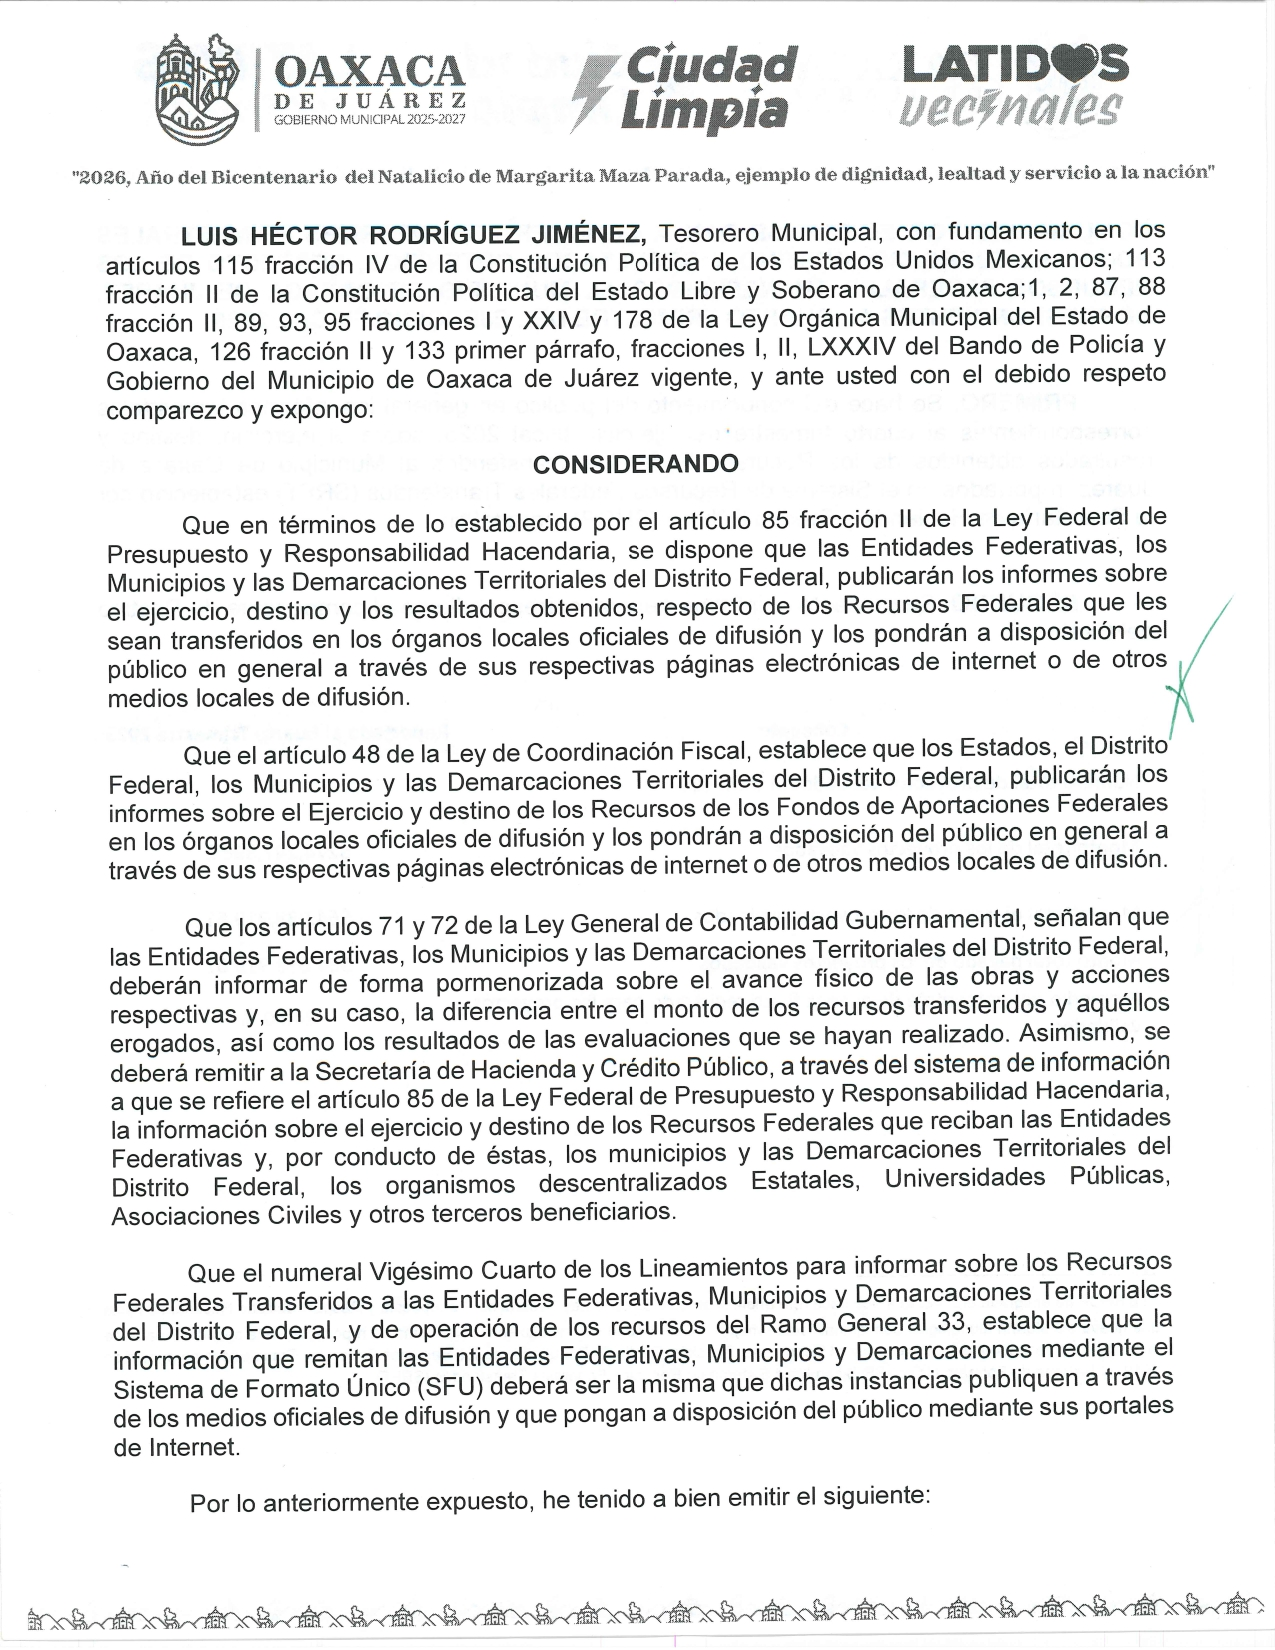 OAXACA
DE JUÁREZ
GOBIERNO MUNICIPAL 2025-2027
Ciudad
Limpia
LATIDOS
vecinales
"2026, Año del Bicentenario del Natalicio de Margarita Maza Parada, ejemplo de dignidad, lealtad y servicio a la nación"
LUIS HÉCTOR RODRÍGUEZ JIMÉNEZ, Tesorero Municipal, con fundamento en los
artículos 115 fracción IV de la Constitución Política de los Estados Unidos Mexicanos; 113
fracción II de la Constitución Política del Estado Libre y Soberano de Oaxaca;1, 2, 87, 88
fracción II, 89, 93, 95 fracciones I y XXIV y 178 de la Ley Orgánica Municipal del Estado de
Oaxaca, 126 fracción II y 133 primer párrafo, fracciones I, II, LXXXIV del Bando de Policía y
Gobierno del Municipio de Oaxaca de Juárez vigente, y ante usted con el debido respeto
comparezco y expongo:
CONSIDERANDO
Que en términos de lo establecido por el artículo 85 fracción II de la Ley Federal de
Presupuesto y Responsabilidad Hacendaria, se dispone que las Entidades Federativas, los
Municipios y las Demarcaciones Territoriales del Distrito Federal, publicarán los informes sobre
el ejercicio, destino y los resultados obtenidos, respecto de los Recursos Federales que les
sean transferidos en los órganos locales oficiales de difusión y los pondrán a disposición del
público en general a través de sus respectivas páginas electrónicas de internet o de otros
medios locales de difusión.
Que el artículo 48 de la Ley de Coordinación Fiscal, establece que los Estados, el Distrito
Federal, los Municipios y las Demarcaciones Territoriales del Distrito Federal, publicarán los
informes sobre el Ejercicio y destino de los Recursos de los Fondos de Aportaciones Federales
en los órganos locales oficiales de difusión y los pondrán a disposición del público en general a
través de sus respectivas páginas electrónicas de internet o de otros medios locales de difusión.
Que los artículos 71 y 72 de la Ley General de Contabilidad Gubernamental, señalan que
las Entidades Federativas, los Municipios y las Demarcaciones Territoriales del Distrito Federal,
deberán informar de forma pormenorizada sobre el avance físico de las obras y acciones
respectivas y, en su caso, la diferencia entre el monto de los recursos transferidos y aquéllos
erogados, así como los resultados de las evaluaciones que se hayan realizado. Asimismo, se
deberá remitir a la Secretaría de Hacienda y Crédito Público, a través del sistema de información
a que se refiere el artículo 85 de la Ley Federal de Presupuesto y Responsabilidad Hacendaria,
la información sobre el ejercicio y destino de los Recursos Federales que reciban las Entidades
Federativas y, por conducto de éstas, los municipios y las Demarcaciones Territoriales del
Distrito Federal, los organismos descentralizados Estatales, Universidades Públicas,
Asociaciones Civiles y otros terceros beneficiarios.
Que el numeral Vigésimo Cuarto de los Lineamientos para informar sobre los Recursos
Federales Transferidos a las Entidades Federativas, Municipios y Demarcaciones Territoriales
del Distrito Federal, y de operación de los recursos del Ramo General 33, establece que la
información que remitan las Entidades Federativas, Municipios y Demarcaciones mediante el
Sistema de Formato Único (SFU) deberá ser la misma que dichas instancias publiquen a través
de los medios oficiales de difusión y que pongan a disposición del público mediante sus portales
de Internet.
Por lo anteriormente expuesto, he tenido a bien emitir el siguiente: